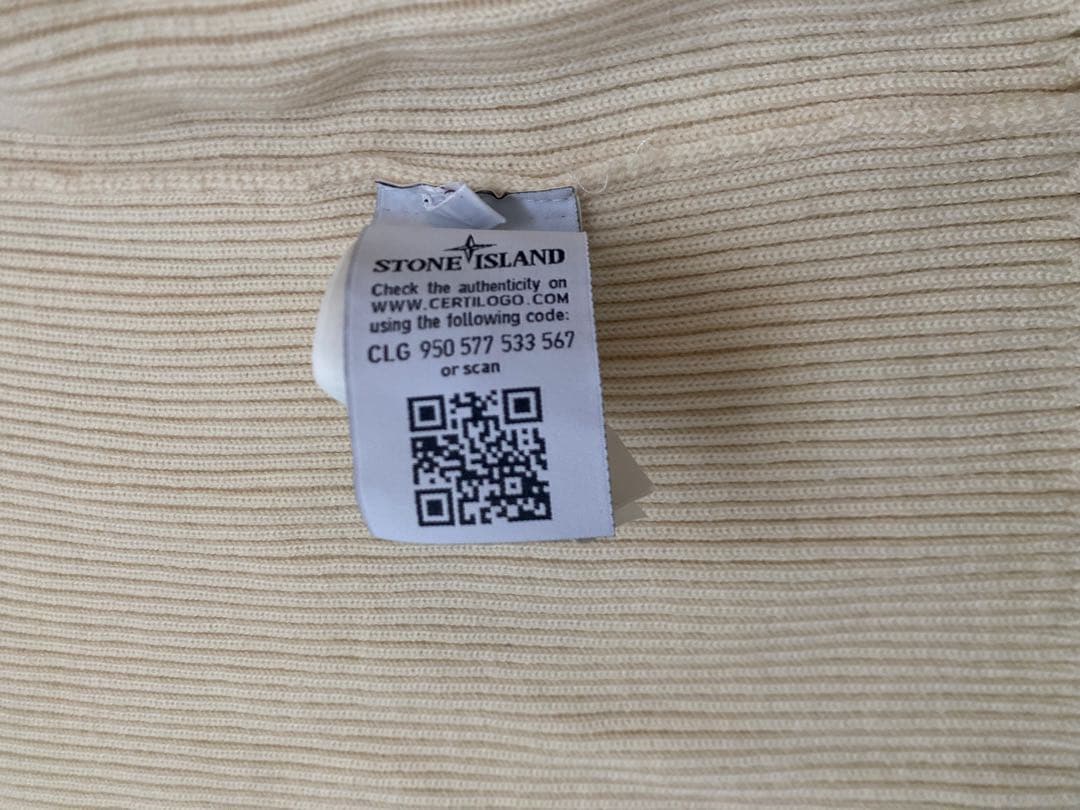 STONE ISLAND
Check the authenticity on
WWW.CERTILOGO.COM
using the following code:
CLG 950 577 533 567
or scan